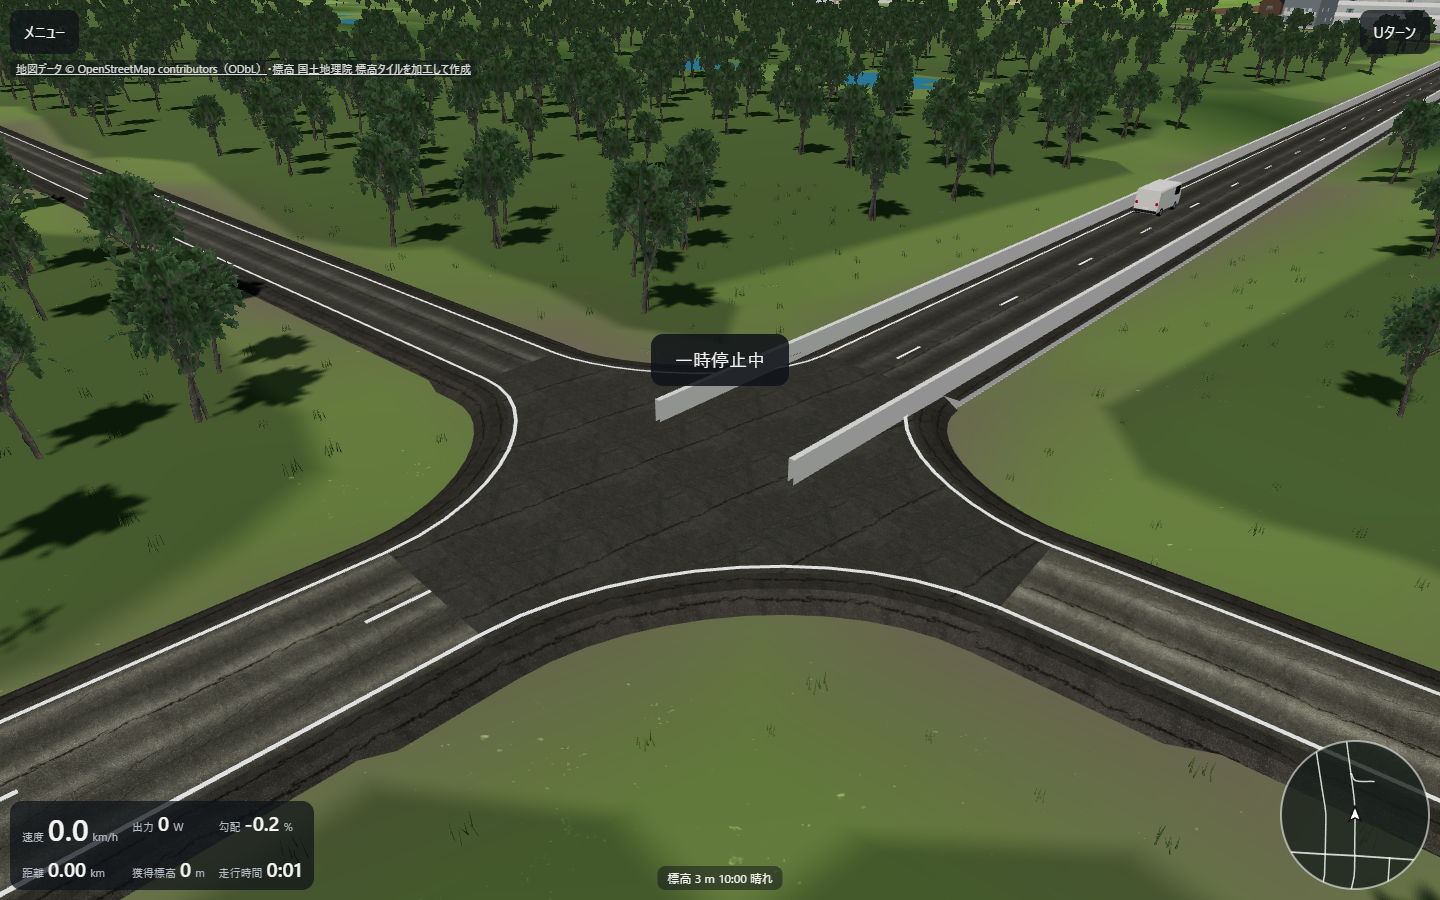 メニュー
Uターン
地図データ © OpenStreetMap contributors（ODbL）・標高 国土地理院 標高タイルを加工して作成
一時停止中
速度 0.0 km/h 出力 0 W 勾配 -0.2 %
距離 0.00 km 獲得標高 0 m 走行時間 0:01
標高 3 m 10:00 晴れ